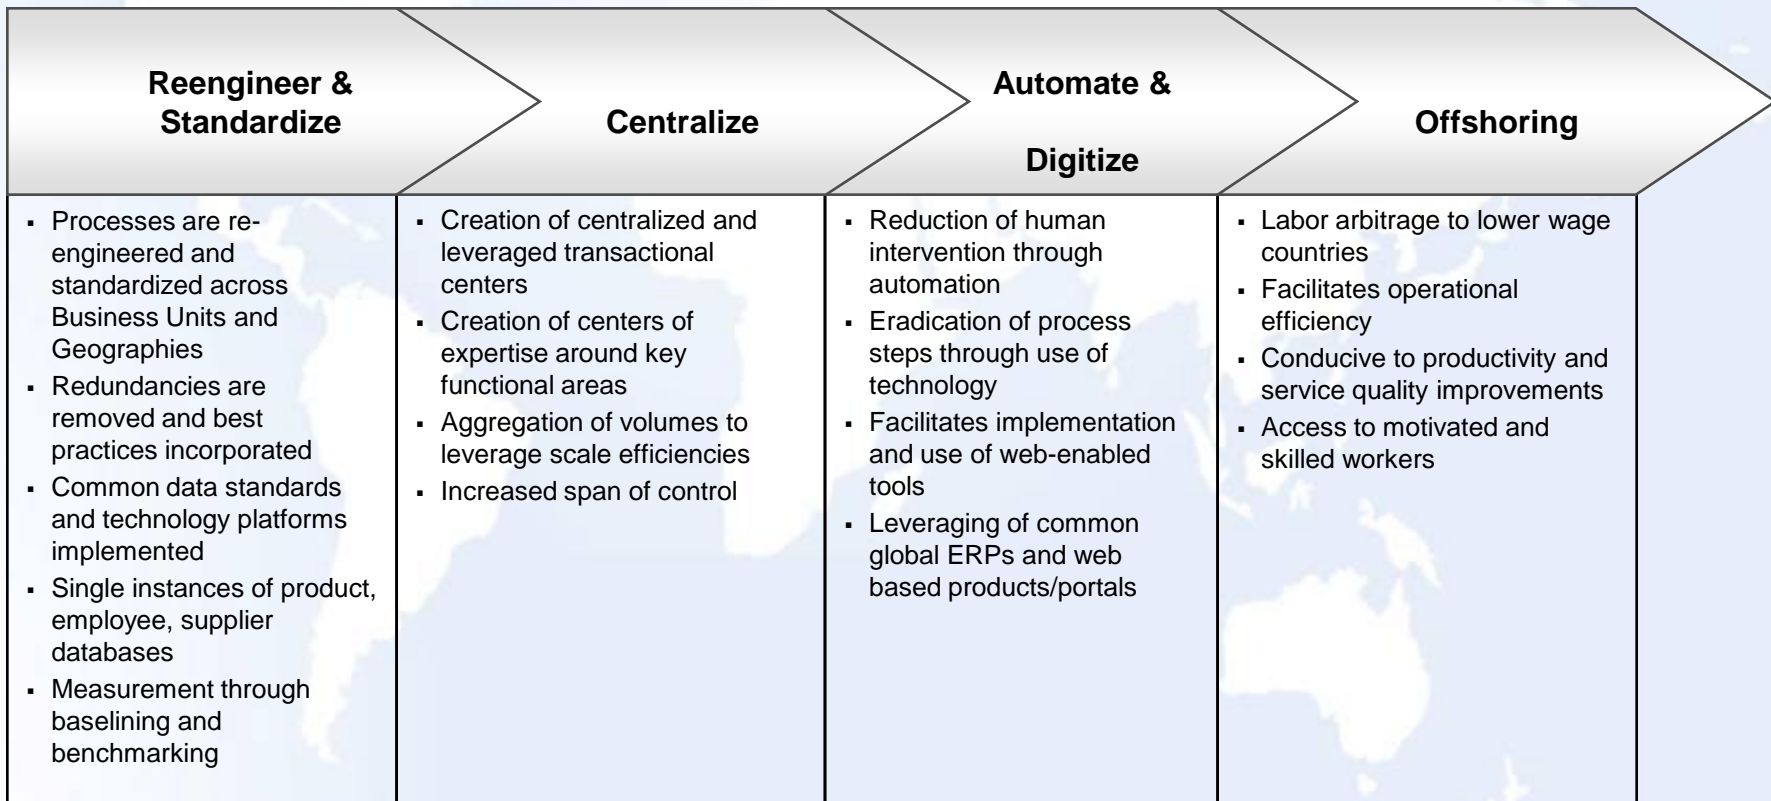 Reengineer &
Standardize
Centralize
Automate &
Digitize
Offshoring
▪ Processes are re-
engineered and
standardized across
Business Units and
Geographies
▪ Redundancies are
removed and best
practices incorporated
▪ Common data standards
and technology platforms
implemented
▪ Single instances of product,
employee, supplier
databases
▪ Measurement through
baselining and
benchmarking
▪ Creation of centralized and
leveraged transactional
centers
▪ Creation of centers of
expertise around key
functional areas
▪ Aggregation of volumes to
leverage scale efficiencies
▪ Increased span of control
▪ Reduction of human
intervention through
automation
▪ Eradication of process
steps through use of
technology
▪ Facilitates implementation
and use of web-enabled
tools
▪ Leveraging of common
global ERPs and web
based products/portals
▪ Labor arbitrage to lower wage
countries
▪ Facilitates operational
efficiency
▪ Conducive to productivity and
service quality improvements
▪ Access to motivated and
skilled workers